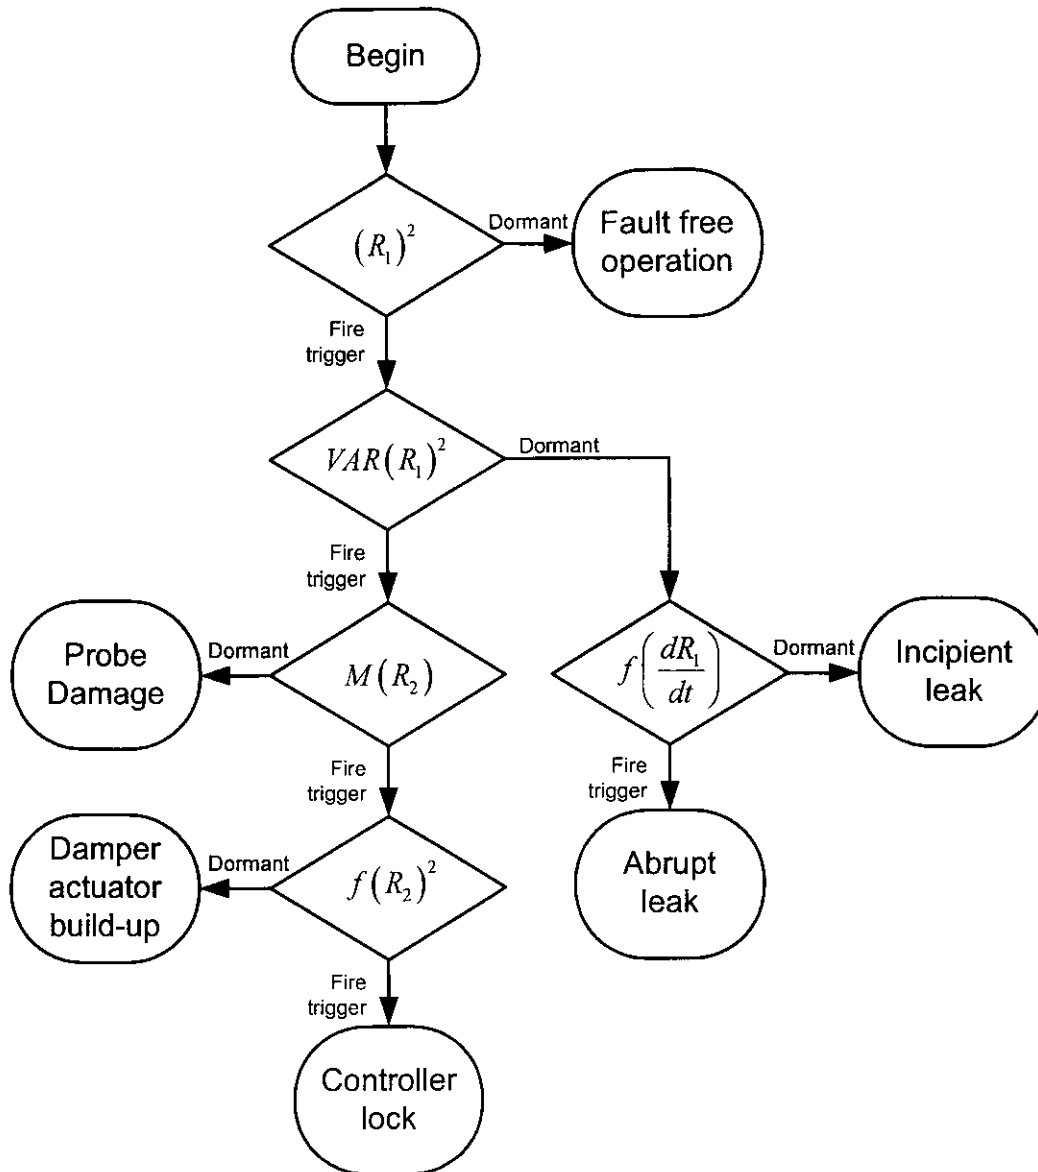 Begin
(R₁)²
Dormant
Fault free
operation
Fire
trigger
VAR(R₁)²
Dormant
Fire
trigger
Probe
Damage
Dormant
M(R₂)
f(dR₁/dt)
Dormant
Incipient
leak
Fire
trigger
Fire
trigger
Damper
actuator
build-up
Dormant
f(R₂)²
Abrupt
leak
Fire
trigger
Controller
lock